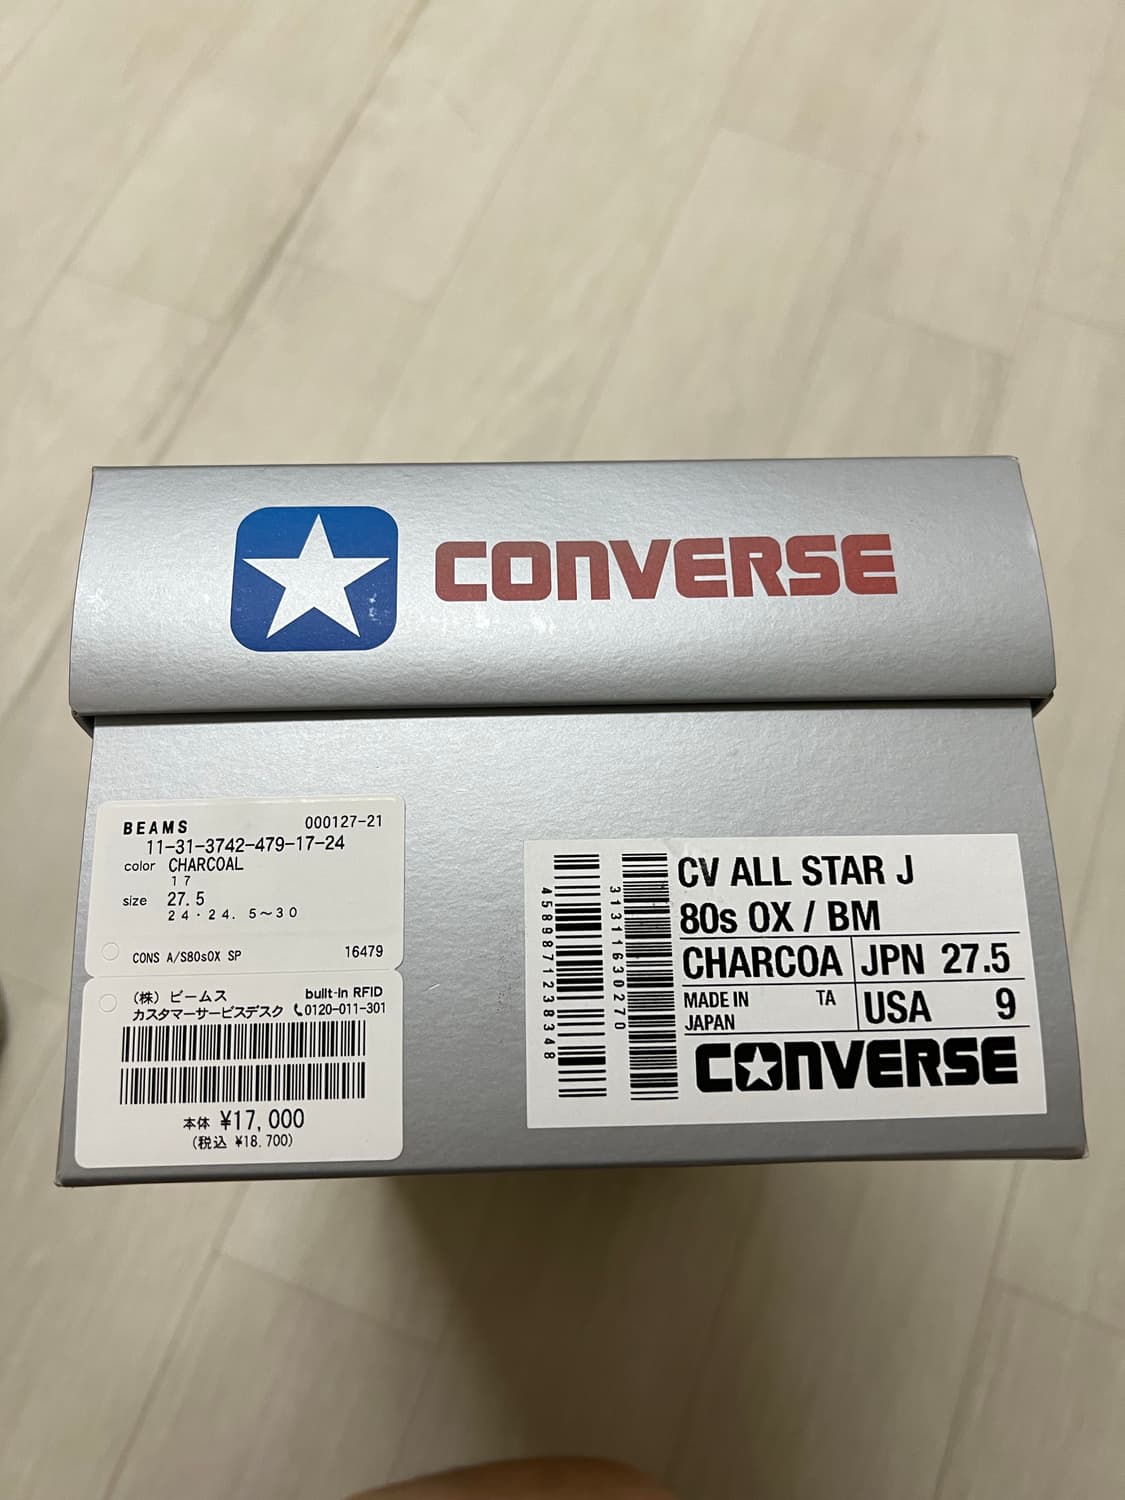 CONVERSE
BEAMS 000127-21
11-31-3742-479-17-24
color CHARCOAL
17
size 27.5
24・24.5~30
CONS A/S80sOX SP 16479
(株)ビームス built-in RFID
カスタマーサービスデスク 0120-011-301
本体 ¥17,000
(税込 ¥18,700)
4589871238348
31311630270
CV ALL STAR J
80s OX / BM
CHARCOA JPN 27.5
MADE IN JAPAN TA USA 9
CONVERSE